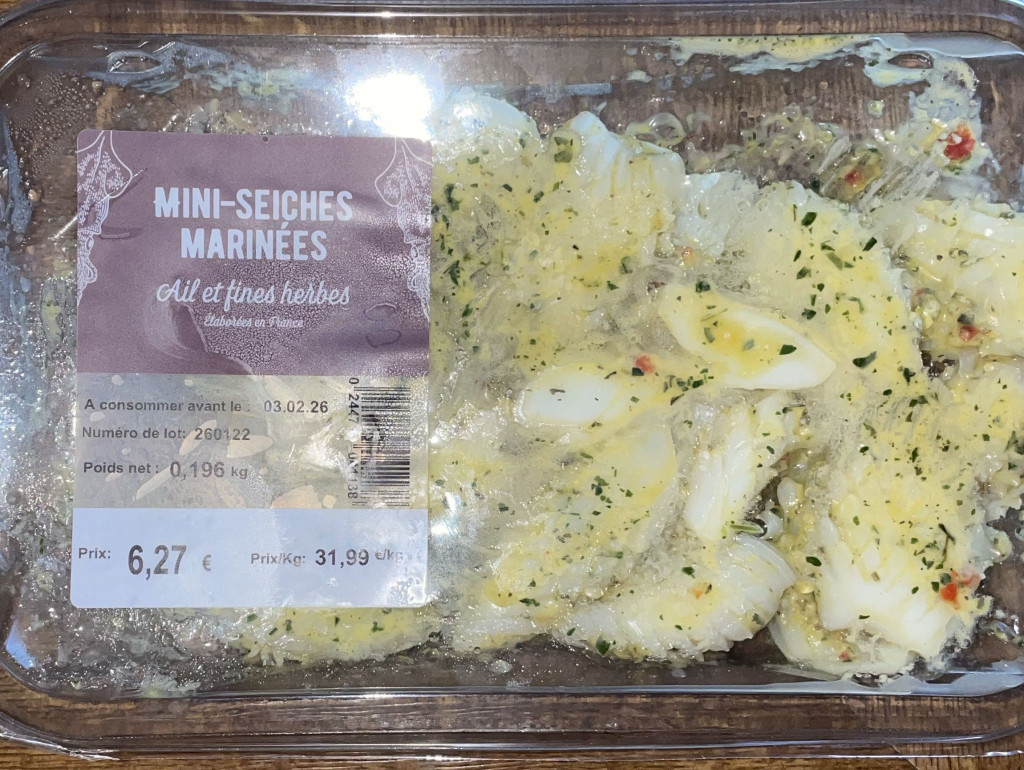 MINI-SEICHES
MARINÉES
Ail et fines herbes
Élaborées en France
A consommer avant le : 03.02.26
Numéro de lot: 260122
Poids net : 0,196 kg
Prix: 6,27 € Prix/Kg: 31,99 €/kg